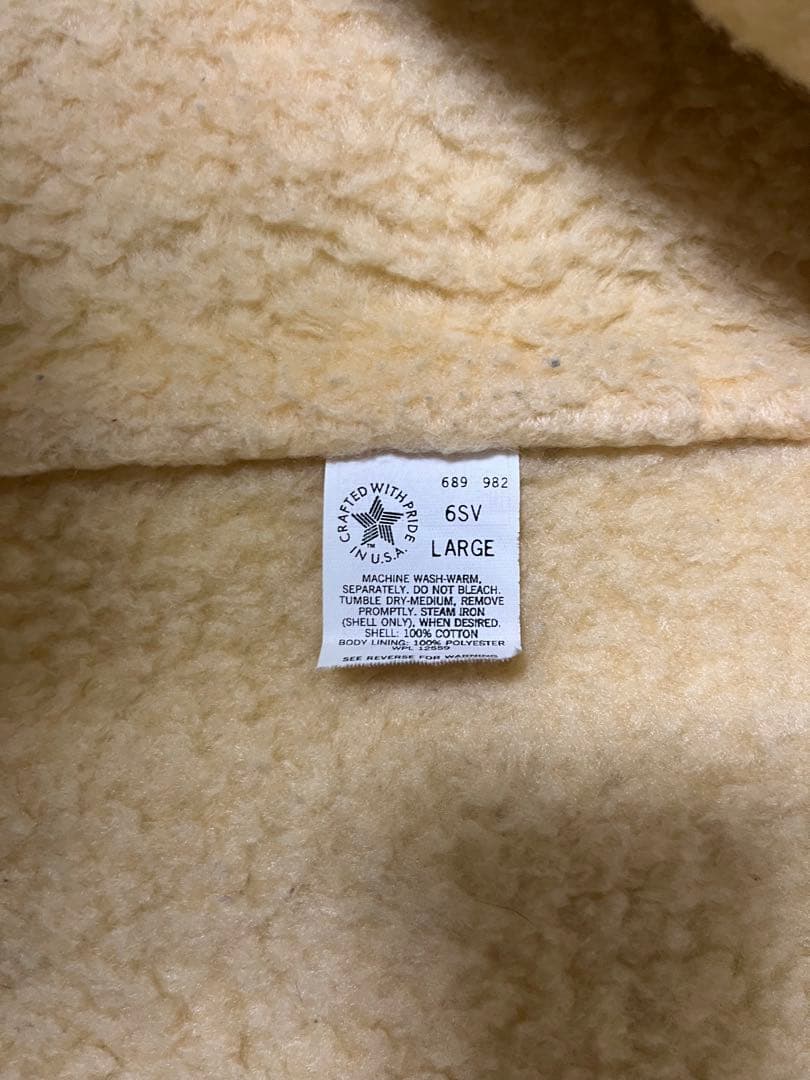 689 982
CRAFTED WITH PRIDE
IN U.S.A.
TM
6SV
LARGE
MACHINE WASH-WARM,
SEPARATELY. DO NOT BLEACH.
TUMBLE DRY-MEDIUM, REMOVE
PROMPTLY. STEAM IRON
(SHELL ONLY), WHEN DESIRED.
SHELL: 100% COTTON
BODY LINING: 100% POLYESTER
WPL 12559
SEE REVERSE FOR WARNING